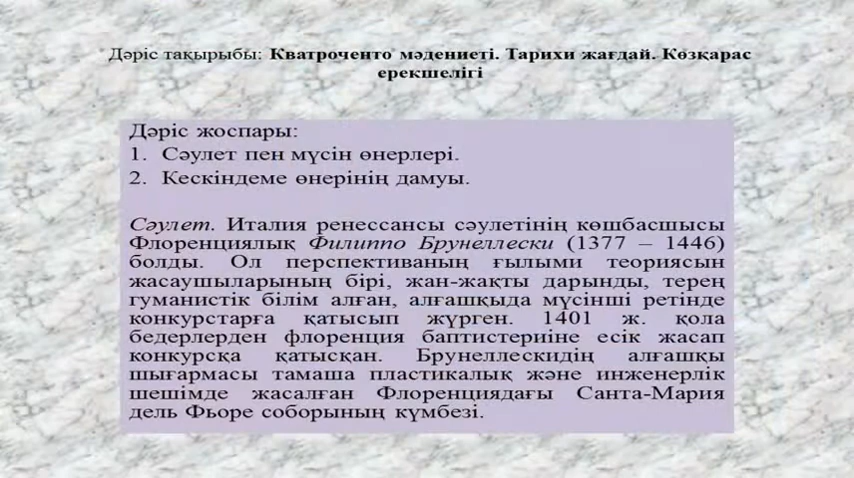 Дәріс тақырыбы: Кватроченто мәдениеті. Тарихи жағдай. Көзқарас
ерекшелігі
Дәріс жоспары:
1. Сәулет пен мүсін өнерлері.
2. Кескіндеме өнерінің дамуы.
Сәулет. Италия ренессансы сәулетінің көшбасшысы
Флоренциялық Филиппо Брунеллески (1377 – 1446)
болды. Ол перспективаның ғылыми теориясын
жасаушыларының бірі, жан-жақты дарынды, терең
гуманистік білім алған, алғашқыда мүсінші ретінде
конкурстарға қатысып жүрген. 1401 ж. қола
бедерлерден флоренция баптистериіне есік жасап
конкурсқа қатысқан. Брунеллескидің алғашқы
шығармасы тамаша пластикалық және инженерлік
шешімде жасалған Флоренциядағы Санта-Мария
дель Фьоре соборының күмбезі.